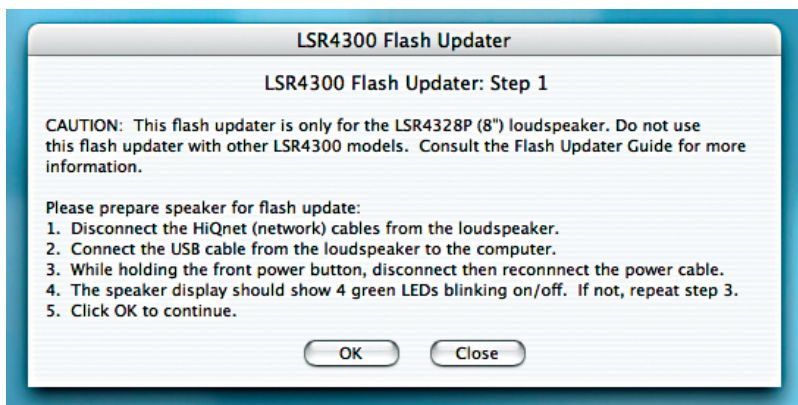 LSR4300 Flash Updater
LSR4300 Flash Updater: Step 1
CAUTION:  This flash updater is only for the LSR4328P (8") loudspeaker. Do not use
this flash updater with other LSR4300 models.  Consult the Flash Updater Guide for more
information.
Please prepare speaker for flash update:
1.  Disconnect the HiQnet (network) cables from the loudspeaker.
2.  Connect the USB cable from the loudspeaker to the computer.
3.  While holding the front power button, disconnect then reconnnect the power cable.
4.  The speaker display should show 4 green LEDs blinking on/off.  If not, repeat step 3.
5.  Click OK to continue.
OK Close